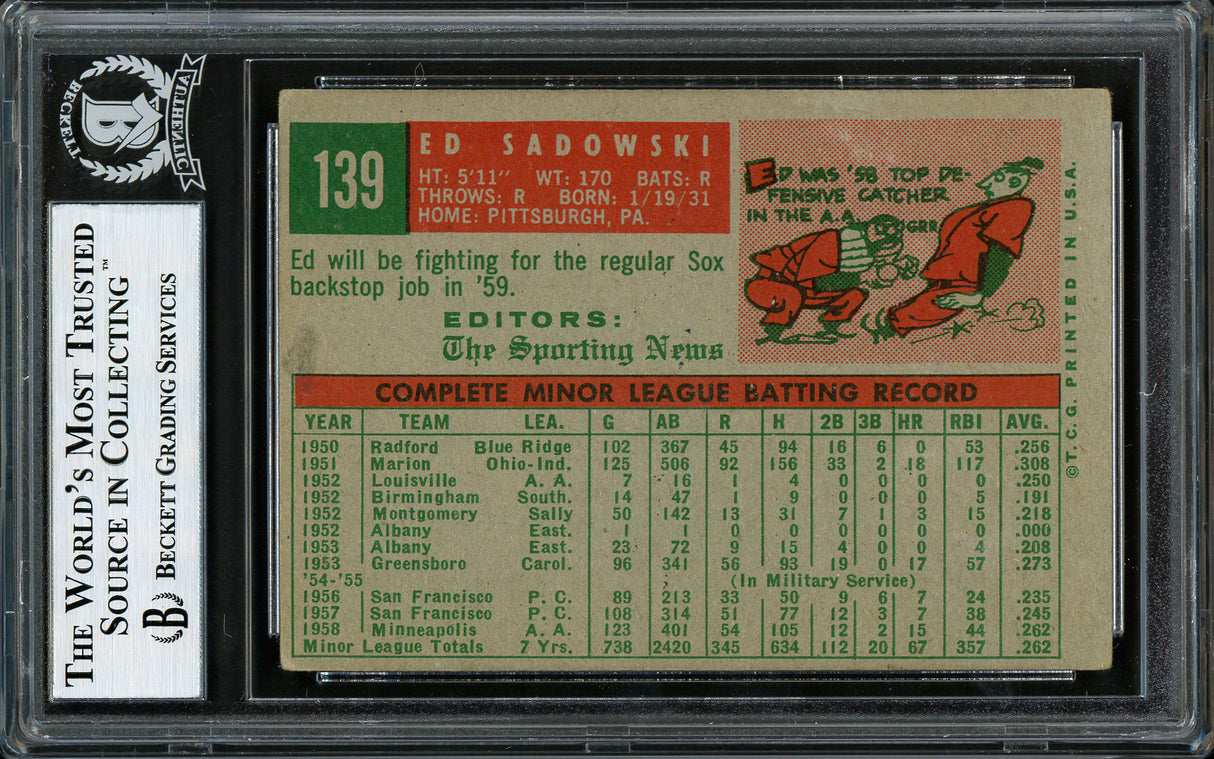 BECKETT
AUTHENTIC
B
THE WORLD'S MOST TRUSTED
SOURCE IN COLLECTING™
B BECKETT GRADING SERVICES
139
ED SADOWSKI
HT: 5'11" WT: 170 BATS: R
THROWS: R BORN: 1/19/31
HOME: PITTSBURGH, PA.
Ed will be fighting for the regular Sox
backstop job in '59.
EDITORS:
The Sporting News
ED WAS '58 TOP DE-
FENSIVE CATCHER
IN THE A.A.
GRR
©T.C.G. PRINTED IN U.S.A.
COMPLETE MINOR LEAGUE BATTING RECORD
YEAR TEAM LEA. G AB R H 2B 3B HR RBI AVG.
1950 Radford Blue Ridge 102 367 45 94 16 6 0 53 .256
1951 Marion Ohio-Ind. 125 506 92 156 33 2 18 117 .308
1952 Louisville A. A. 7 16 1 4 0 0 0 0 .250
1952 Birmingham South. 14 47 1 9 0 0 0 5 .191
1952 Montgomery Sally 50 142 13 31 7 1 3 15 .218
1952 Albany East. 1 1 0 0 0 0 0 0 .000
1953 Albany East. 23 72 9 15 4 0 0 4 .208
1953 Greensboro Carol. 96 341 56 93 19 0 17 57 .273
'54-'55 (In Military Service)
1956 San Francisco P. C. 89 213 33 50 9 6 7 24 .235
1957 San Francisco P. C. 108 314 51 77 12 3 7 38 .245
1958 Minneapolis A. A. 123 401 54 105 12 2 15 44 .262
Minor League Totals 7 Yrs. 738 2420 345 634 112 20 67 357 .262